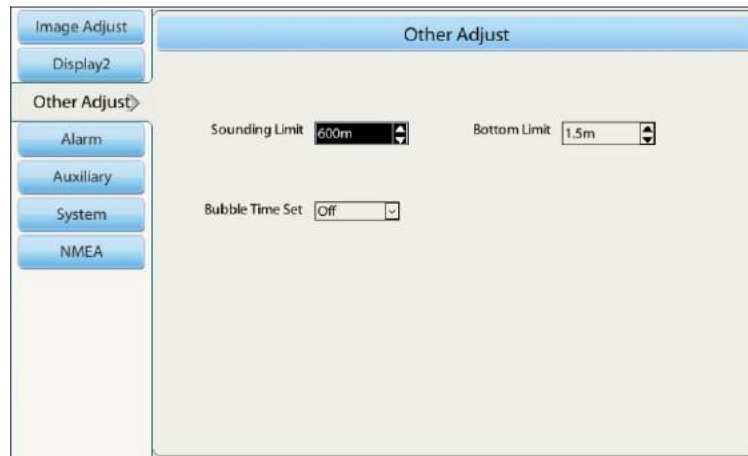 Image Adjust
Display2
Other Adjust
Alarm
Auxiliary
System
NMEA
Other Adjust
Sounding Limit 600m
Bottom Limit 1.5m
Bubble Time Set Off